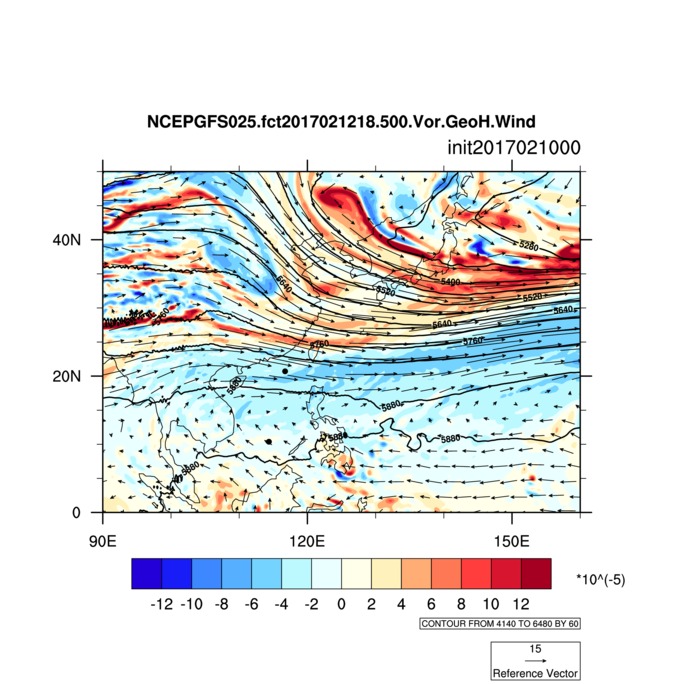 NCEPGFS025.fct2017021218.500.Vor.GeoH.Wind
init2017021000
40N
20N
0
90E 120E 150E
5280
5400
5520
5520
5640
5640
5640
5760
5760
5760
5880
5880
5880
5880
5880
-12 -10 -8 -6 -4 -2 0 2 4 6 8 10 12
*10^(-5)
CONTOUR FROM 4140 TO 6480 BY 60
15
Reference Vector